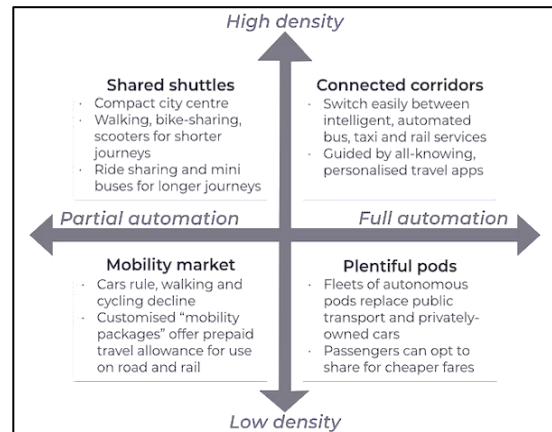 High density
Shared shuttles
· Compact city centre
· Walking, bike-sharing,
scooters for shorter
journeys
· Ride sharing and mini
buses for longer journeys
Connected corridors
· Switch easily between
intelligent, automated
bus, taxi and rail services
· Guided by all-knowing,
personalised travel apps
Partial automation
Full automation
Mobility market
· Cars rule, walking and
cycling decline
· Customised “mobility
packages” offer prepaid
travel allowance for use
on road and rail
Plentiful pods
· Fleets of autonomous
pods replace public
transport and privately-
owned cars
· Passengers can opt to
share for cheaper fares
Low density